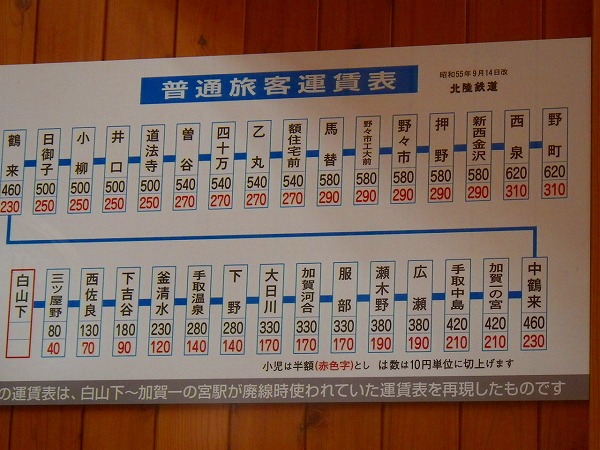 普通旅客運賃表
昭和55年9月14日改
北陸鉄道
鶴来 日御子 小柳 井口 道法寺 曽谷 四十万 乙丸 額住宅前 馬替 野々市工大前 野々市 押野 新西金沢 西泉 野町
460 500 500 500 500 540 540 540 540 580 580 580 580 580 620 620
230 250 250 250 250 270 270 270 270 290 290 290 290 290 310 310
白山下 三ツ屋野 西佐良 下吉谷 釜清水 手取温泉 下野 大日川 加賀河合 服部 瀬木野 広瀬 手取中島 加賀一の宮 中鶴来
80 130 180 230 280 280 330 330 330 380 380 420 420 460
40 70 90 120 140 140 170 170 170 190 190 210 210 230
小児は半額(赤色字)とし は数は10円単位に切上げます
の運賃表は、白山下～加賀一の宮駅が廃線時使われていた運賃表を再現したものです